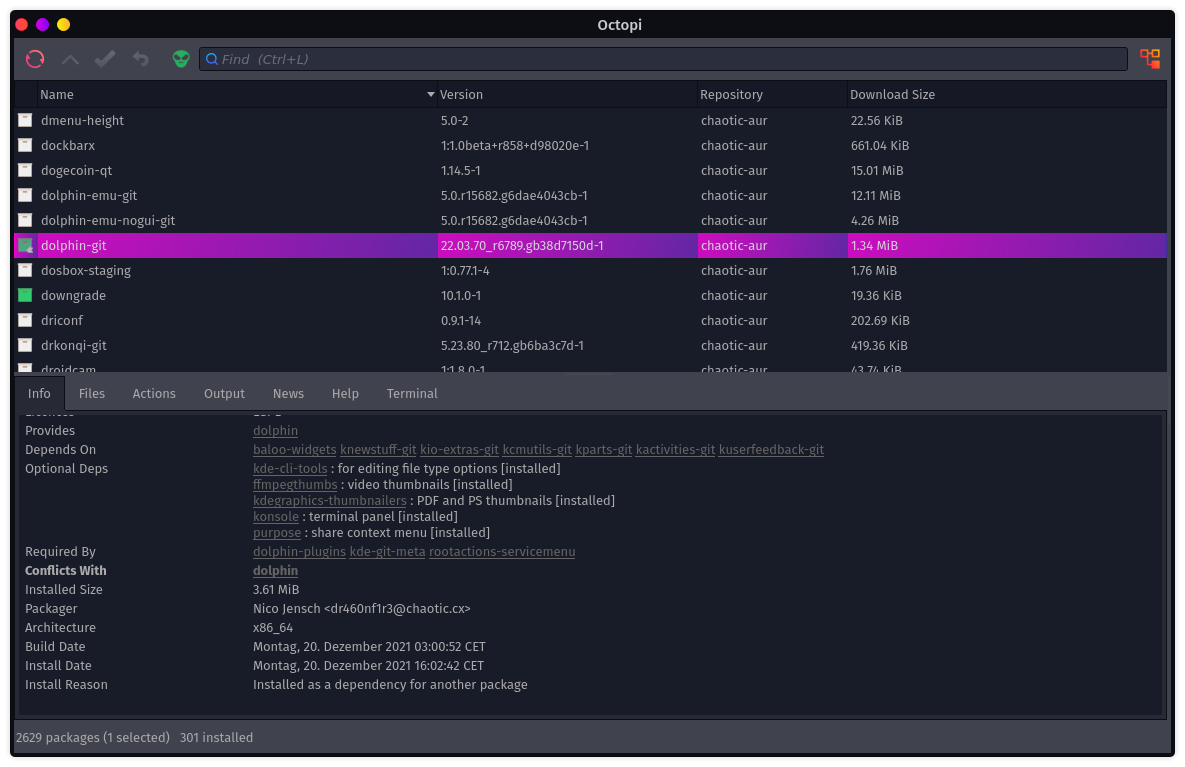 Octopi
Find (Ctrl+L)
Name Version Repository Download Size
dmenu-height 5.0-2 chaotic-aur 22.56 KiB
dockbarx 1:1.0beta+r858+d98020e-1 chaotic-aur 661.04 KiB
dogecoin-qt 1.14.5-1 chaotic-aur 15.01 MiB
dolphin-emu-git 5.0.r15682.g6dae4043cb-1 chaotic-aur 12.11 MiB
dolphin-emu-nogui-git 5.0.r15682.g6dae4043cb-1 chaotic-aur 4.26 MiB
dolphin-git 22.03.70_r6789.gb38d7150d-1 chaotic-aur 1.34 MiB
dosbox-staging 1:0.77.1-4 chaotic-aur 1.76 MiB
downgrade 10.1.0-1 chaotic-aur 19.36 KiB
driconf 0.9.1-14 chaotic-aur 202.69 KiB
drkonqi-git 5.23.80_r712.gb6ba3c7d-1 chaotic-aur 419.36 KiB
droidcam 1:1.8.0-1 chaotic-aur 43.74 KiB
Info Files Actions Output News Help Terminal
Provides dolphin
Depends On baloo-widgets knewstuff-git kio-extras-git kcmutils-git kparts-git kactivities-git kuserfeedback-git
Optional Deps kde-cli-tools : for editing file type options [installed]
ffmpegthumbs : video thumbnails [installed]
kdegraphics-thumbnailers : PDF and PS thumbnails [installed]
konsole : terminal panel [installed]
purpose : share context menu [installed]
Required By dolphin-plugins kde-git-meta rootactions-servicemenu
Conflicts With dolphin
Installed Size 3.61 MiB
Packager Nico Jensch <dr460nf1r3@chaotic.cx>
Architecture x86_64
Build Date Montag, 20. Dezember 2021 03:00:52 CET
Install Date Montag, 20. Dezember 2021 16:02:42 CET
Install Reason Installed as a dependency for another package
2629 packages (1 selected) 301 installed